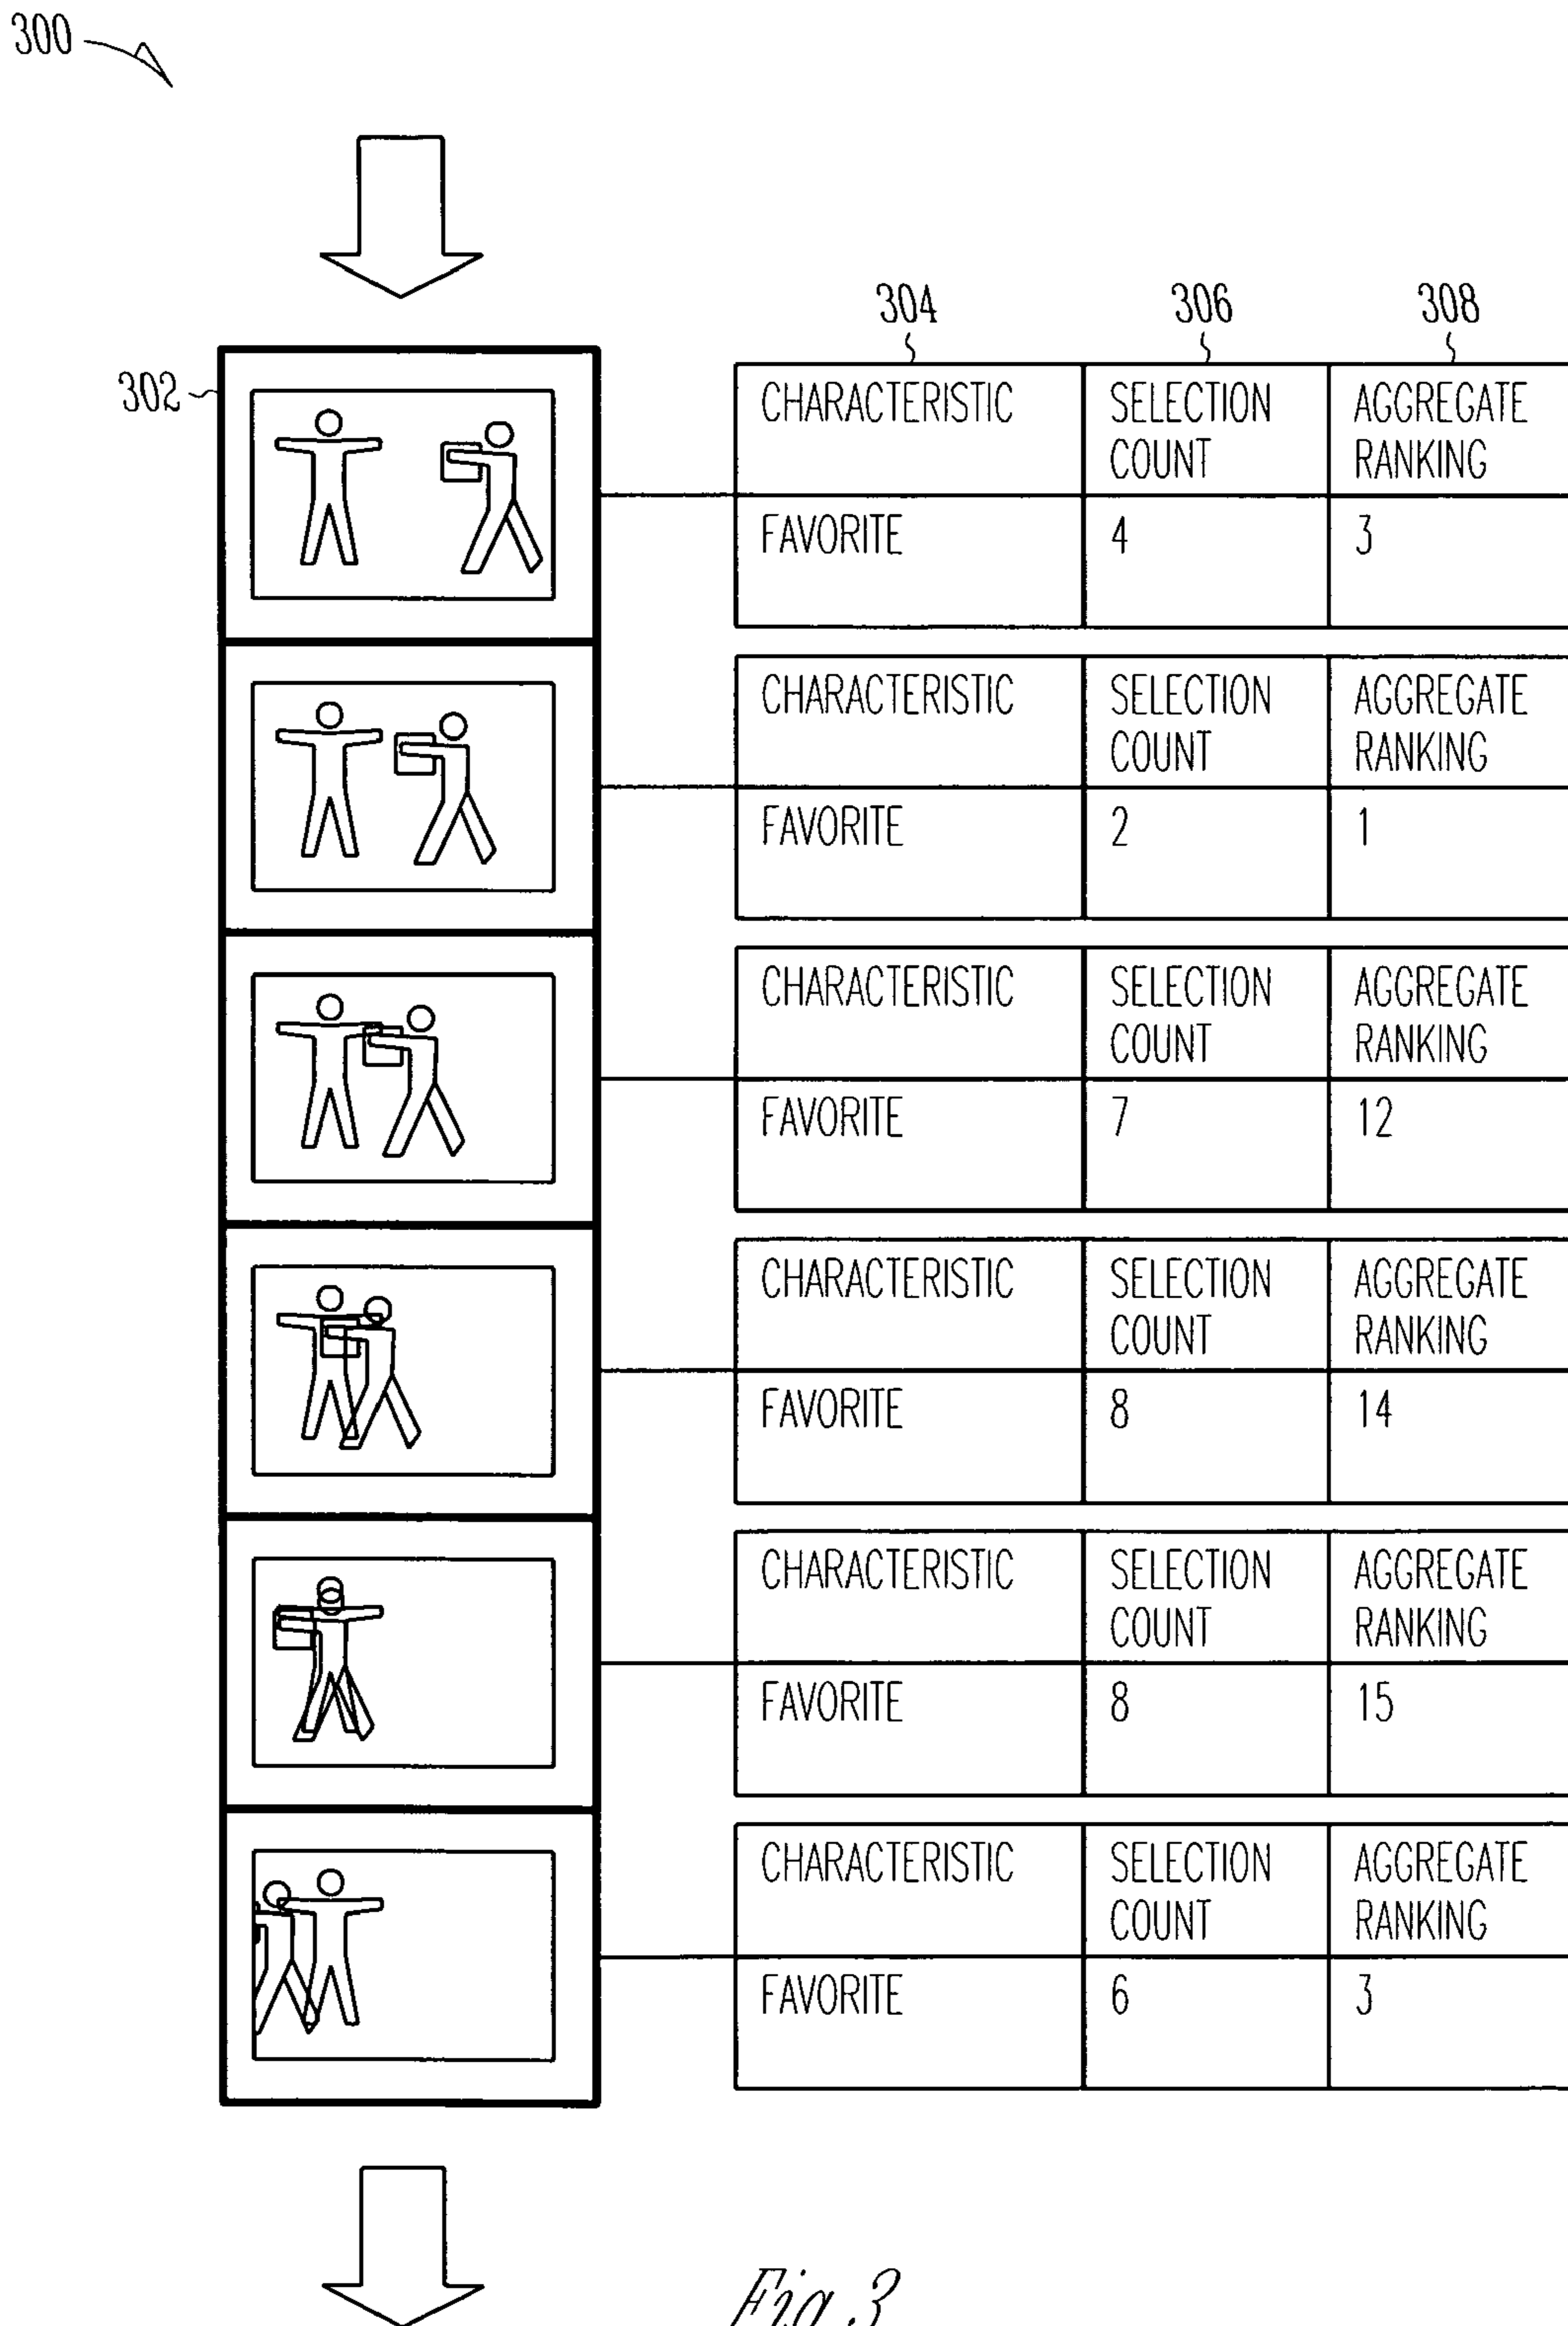 300
304 306 308
302
CHARACTERISTIC SELECTION COUNT AGGREGATE RANKING
FAVORITE 4 3
CHARACTERISTIC SELECTION COUNT AGGREGATE RANKING
FAVORITE 2 1
CHARACTERISTIC SELECTION COUNT AGGREGATE RANKING
FAVORITE 7 12
CHARACTERISTIC SELECTION COUNT AGGREGATE RANKING
FAVORITE 8 14
CHARACTERISTIC SELECTION COUNT AGGREGATE RANKING
FAVORITE 8 15
CHARACTERISTIC SELECTION COUNT AGGREGATE RANKING
FAVORITE 6 3
Fig. 3